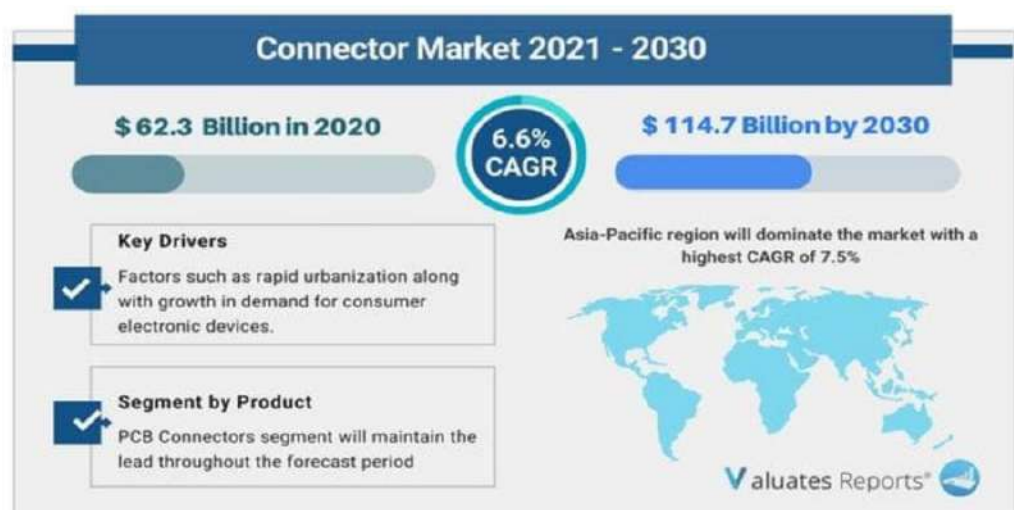 Connector Market 2021 - 2030
$ 62.3 Billion in 2020
6.6%
CAGR
$ 114.7 Billion by 2030
Key Drivers
Factors such as rapid urbanization along
with growth in demand for consumer
electronic devices.
Segment by Product
PCB Connectors segment will maintain the
lead throughout the forecast period
Asia-Pacific region will dominate the market with a
highest CAGR of 7.5%
Valuates Reports®